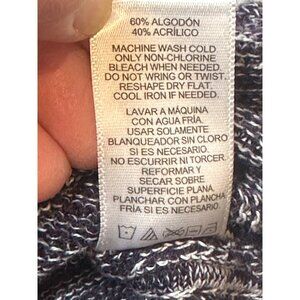 60% ALGODÓN
40% ACRÍLICO
MACHINE WASH COLD
ONLY NON-CHLORINE
BLEACH WHEN NEEDED.
DO NOT WRING OR TWIST.
RESHAPE DRY FLAT.
COOL IRON IF NEEDED.
LAVAR A MÁQUINA
CON AGUA FRÍA.
USAR SOLAMENTE
BLANQUEADOR SIN CLORO
SI ES NECESARIO.
NO ESCURRIR NI TORCER.
REFORMAR Y
SECAR SOBRE
SUPERFICIE PLANA.
PLANCHAR CON PLANCHA
FRÍA SI ES NECESARIO.